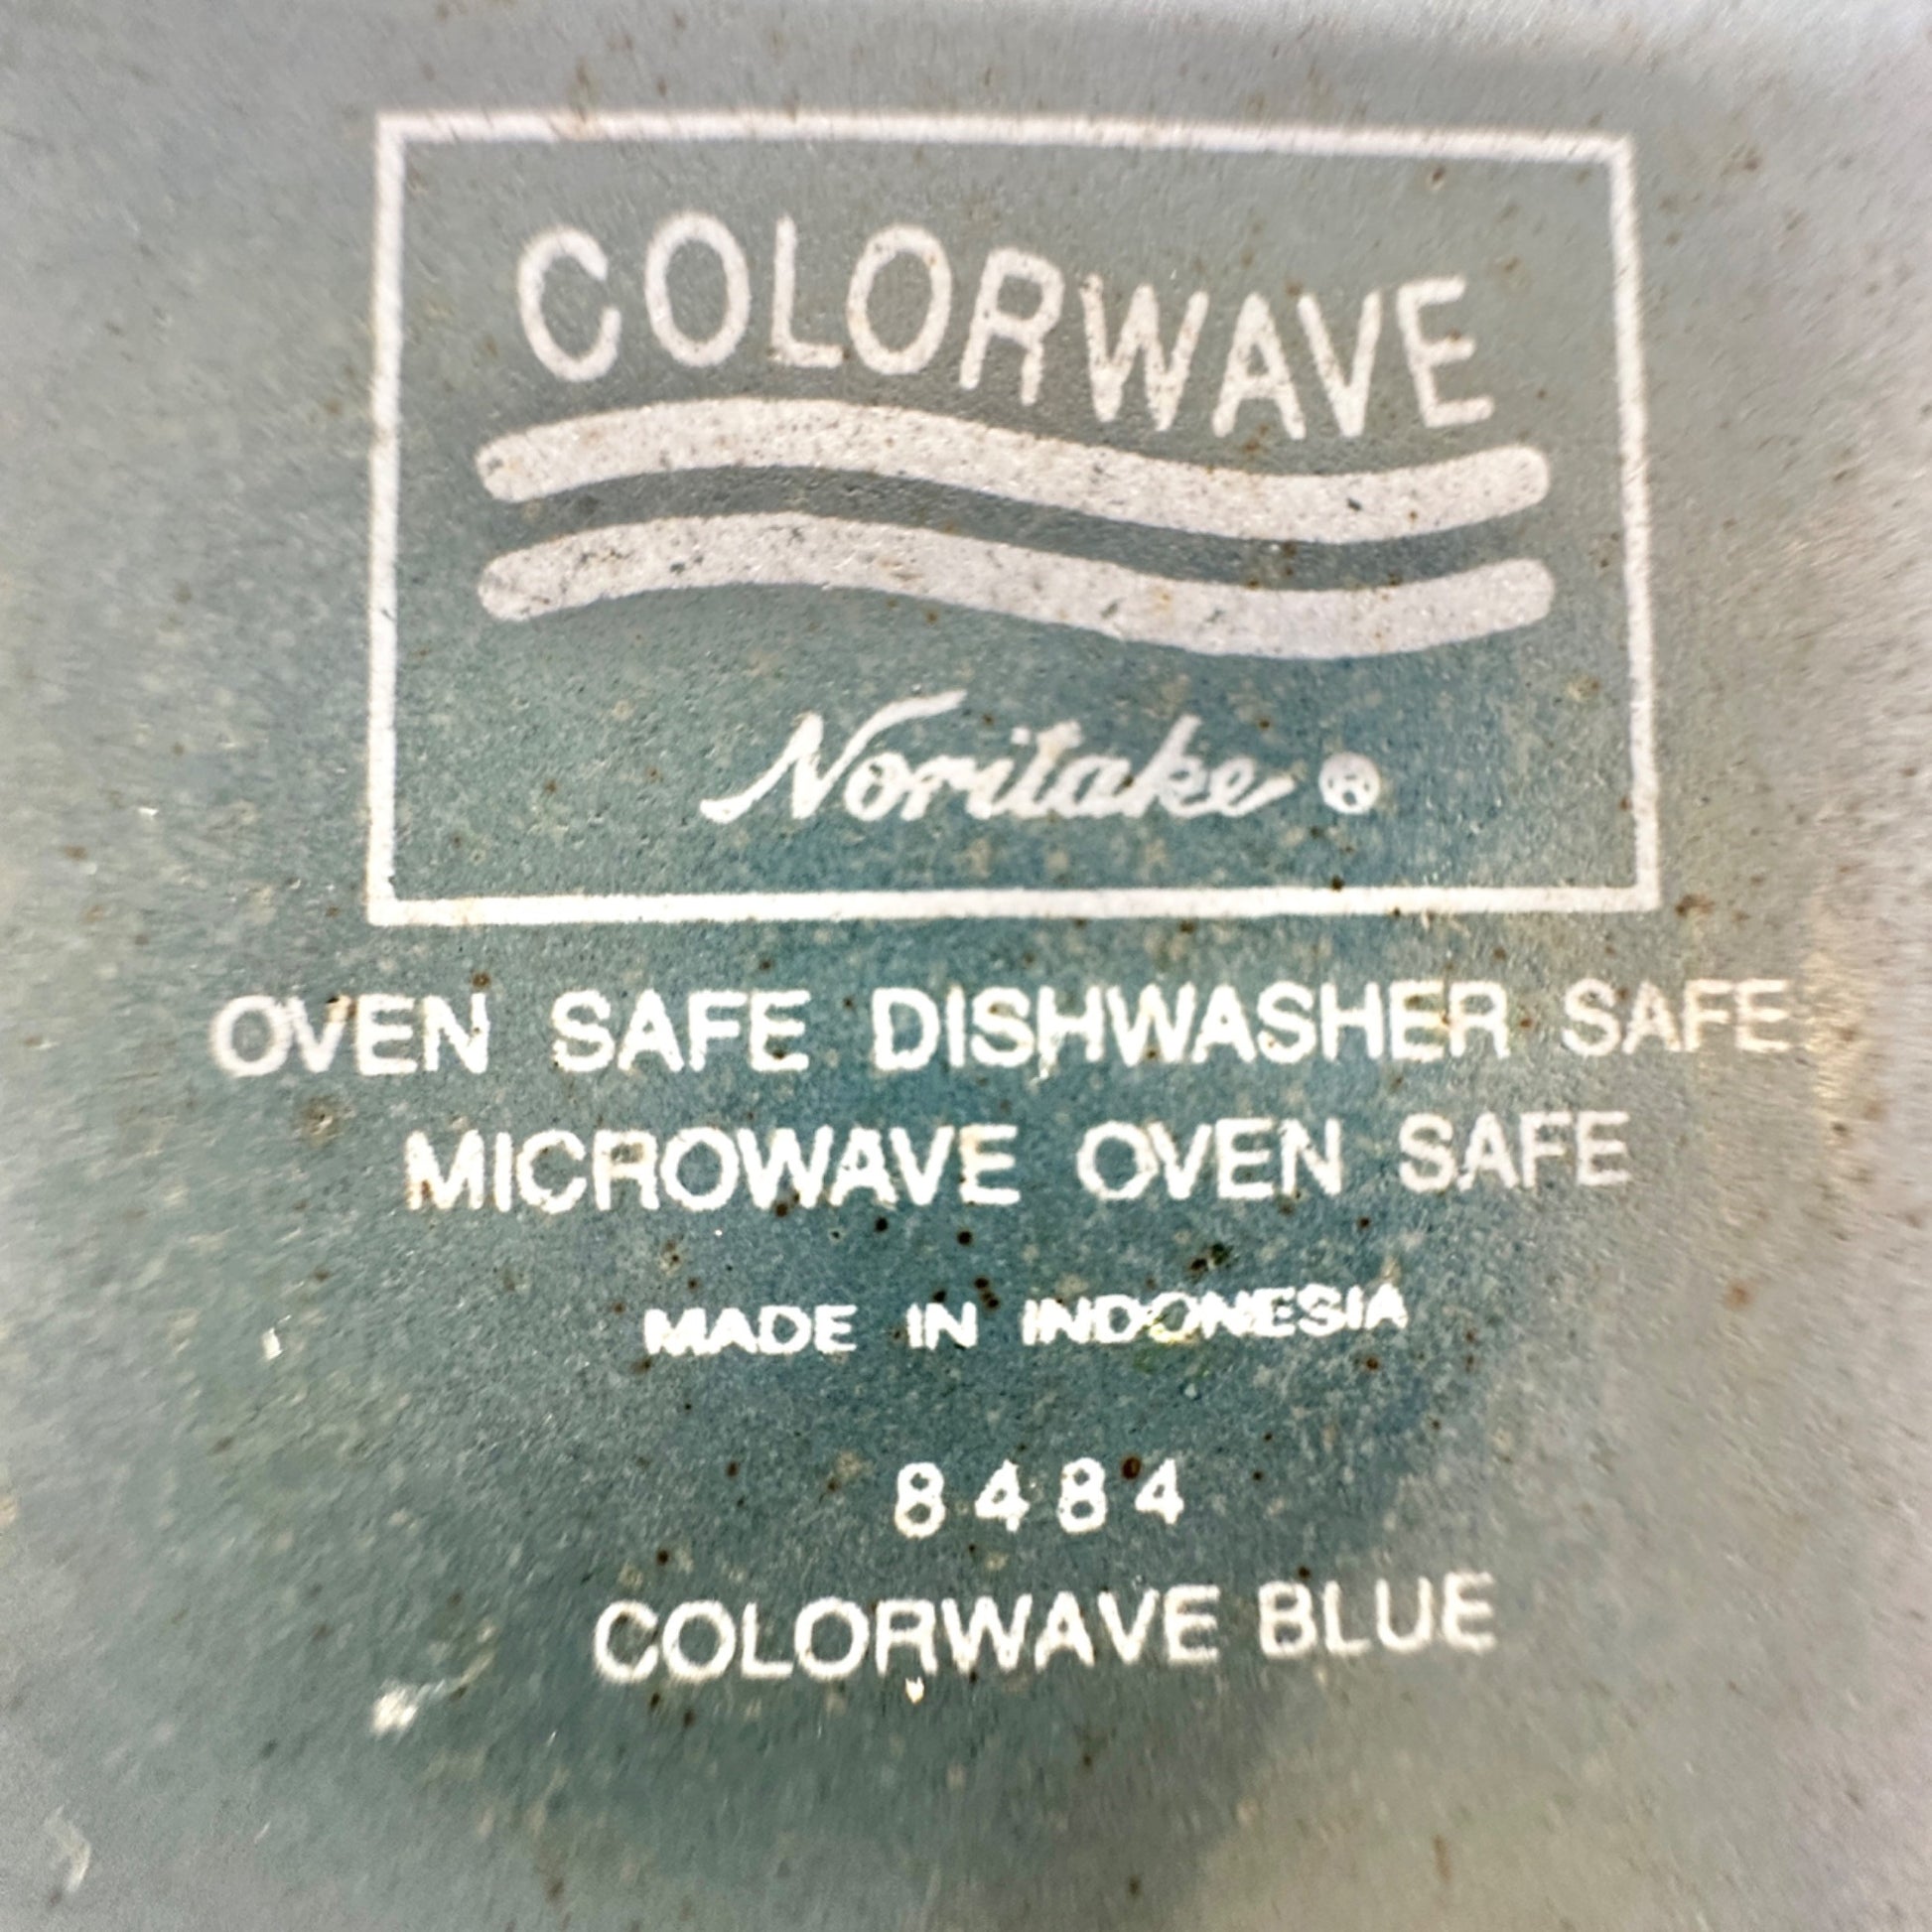 COLORWAVE
Noritake ®
OVEN SAFE DISHWASHER SAFE
MICROWAVE OVEN SAFE
MADE IN INDONESIA
8484
COLORWAVE BLUE